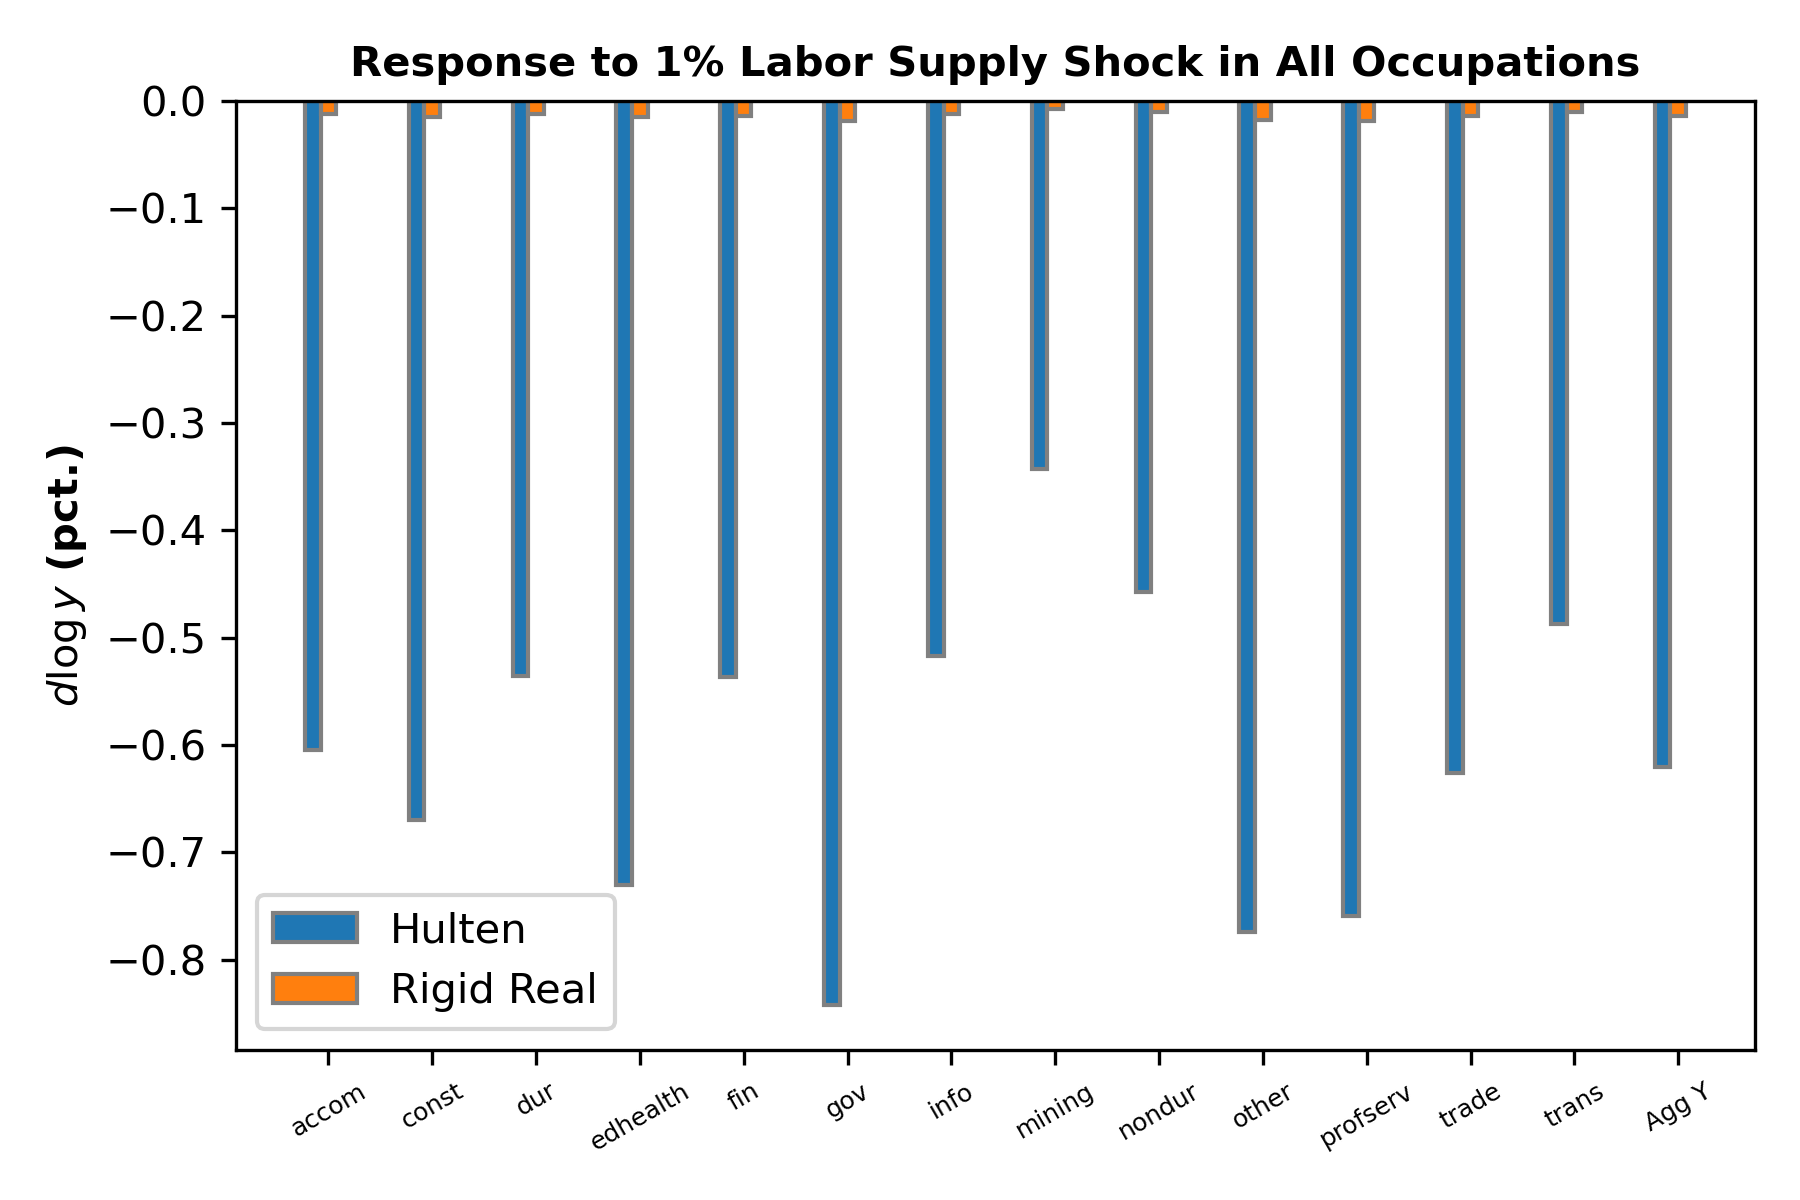 Response to 1% Labor Supply Shock in All Occupations
dlog y (pct.)
0.0
−0.1
−0.2
−0.3
−0.4
−0.5
−0.6
−0.7
−0.8
Hulten
Rigid Real
accom const dur edhealth fin gov info mining nondur other profserv trade trans Agg Y